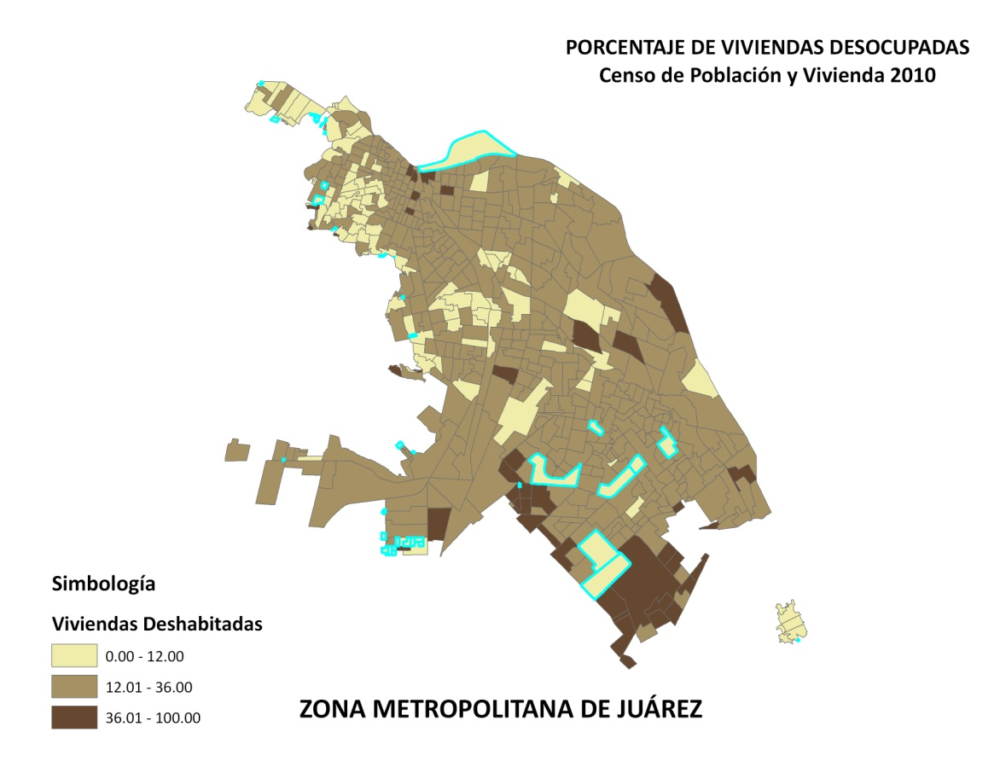 PORCENTAJE DE VIVIENDAS DESOCUPADAS
Censo de Población y Vivienda 2010
Simbología
Viviendas Deshabitadas
0.00 - 12.00
12.01 - 36.00
36.01 - 100.00
ZONA METROPOLITANA DE JUÁREZ